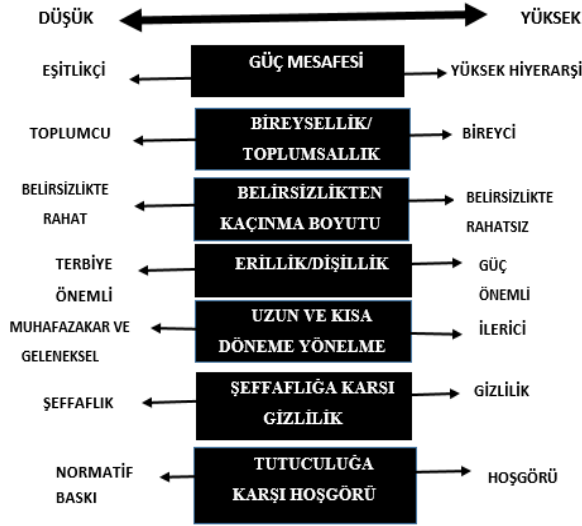 DÜŞÜK YÜKSEK
EŞİTLİKÇİ GÜÇ MESAFESİ YÜKSEK HİYERARŞİ
TOPLUMCU BİREYSELLİK/ BİREYCİ
TOPLUMSALLIK
BELİRSİZLİKTE BELİRSİZLİKTEN BELİRSİZLİKTE
RAHAT KAÇINMA BOYUTU RAHATSIZ
TERBİYE ERİLLİK/DİŞİLLİK GÜÇ
ÖNEMLİ ÖNEMLİ
MUHAFAZAKAR VE UZUN VE KISA İLERİCİ
GELENEKSEL DÖNEME YÖNELME
ŞEFFAFLIK ŞEFFAFLIĞA KARŞI GİZLİLİK
GİZLİLİK
NORMATİF TUTUCULUĞA HOŞGÖRÜ
BASKI KARŞI HOŞGÖRÜ